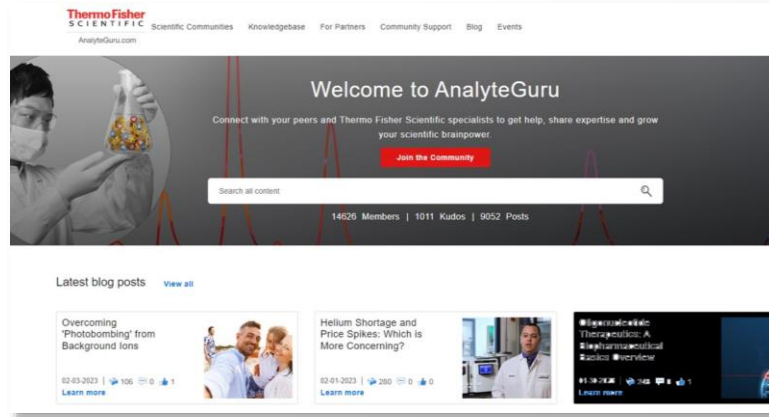 ThermoFisher
SCIENTIFIC
AnalyteGuru.com
Scientific Communities Knowledgebase For Partners Community Support Blog Events
Welcome to AnalyteGuru
Connect with your peers and Thermo Fisher Scientific specialists to get help, share expertise and grow
your scientific brainpower.
Join the Community
Search all content
14626 Members | 1011 Kudos | 9052 Posts
Latest blog posts View all
Overcoming
'Photobombing' from
Background Ions
02-03-2023 | 106 0 1
Learn more
Helium Shortage and
Price Spikes: Which is
More Concerning?
02-01-2023 | 280 0 0
Learn more
Oligonucleotide
Therapeutics: A
Biopharmaceutical
Basics Overview
Learn more